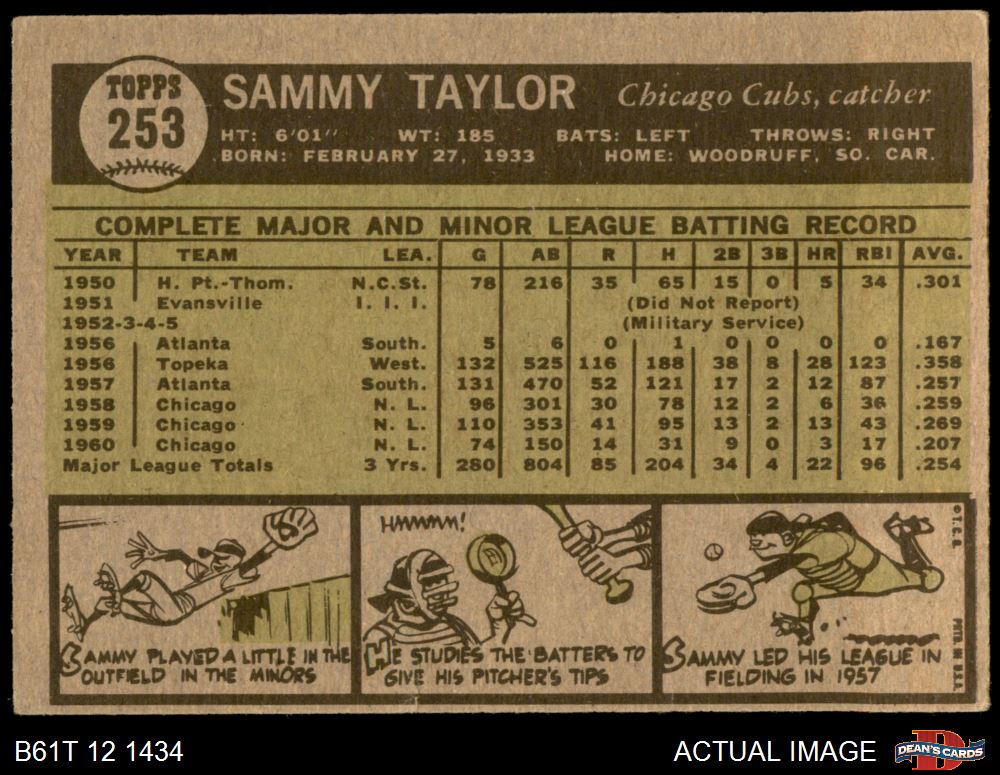 TOPPS
253
SAMMY TAYLOR Chicago Cubs, catcher
HT: 6'01" WT: 185 BATS: LEFT THROWS: RIGHT
BORN: FEBRUARY 27, 1933 HOME: WOODRUFF, SO. CAR.
COMPLETE MAJOR AND MINOR LEAGUE BATTING RECORD
YEAR TEAM LEA. G AB R H 2B 3B HR RBI AVG.
1950 H. Pt.-Thom. N.C.St. 78 216 35 65 15 0 5 34 .301
1951 Evansville I. I. I. (Did Not Report)
1952-3-4-5 (Military Service)
1956 Atlanta South. 5 6 0 1 0 0 0 0 .167
1956 Topeka West. 132 525 116 188 38 8 28 123 .358
1957 Atlanta South. 131 470 52 121 17 2 12 87 .257
1958 Chicago N. L. 96 301 30 78 12 2 6 36 .259
1959 Chicago N. L. 110 353 41 95 13 2 13 43 .269
1960 Chicago N. L. 74 150 14 31 9 0 3 17 .207
Major League Totals 3 Yrs. 280 804 85 204 34 4 22 96 .254
HMMMMM!
SAMMY PLAYED A LITTLE IN THE
OUTFIELD IN THE MINORS
HE STUDIES THE BATTERS TO
GIVE HIS PITCHER'S TIPS
SAMMY LED HIS LEAGUE IN
FIELDING IN 1957
© T.C.G.
PRTD. IN U.S.A.
B61T 12 1434
ACTUAL IMAGE
DEAN'S CARDS